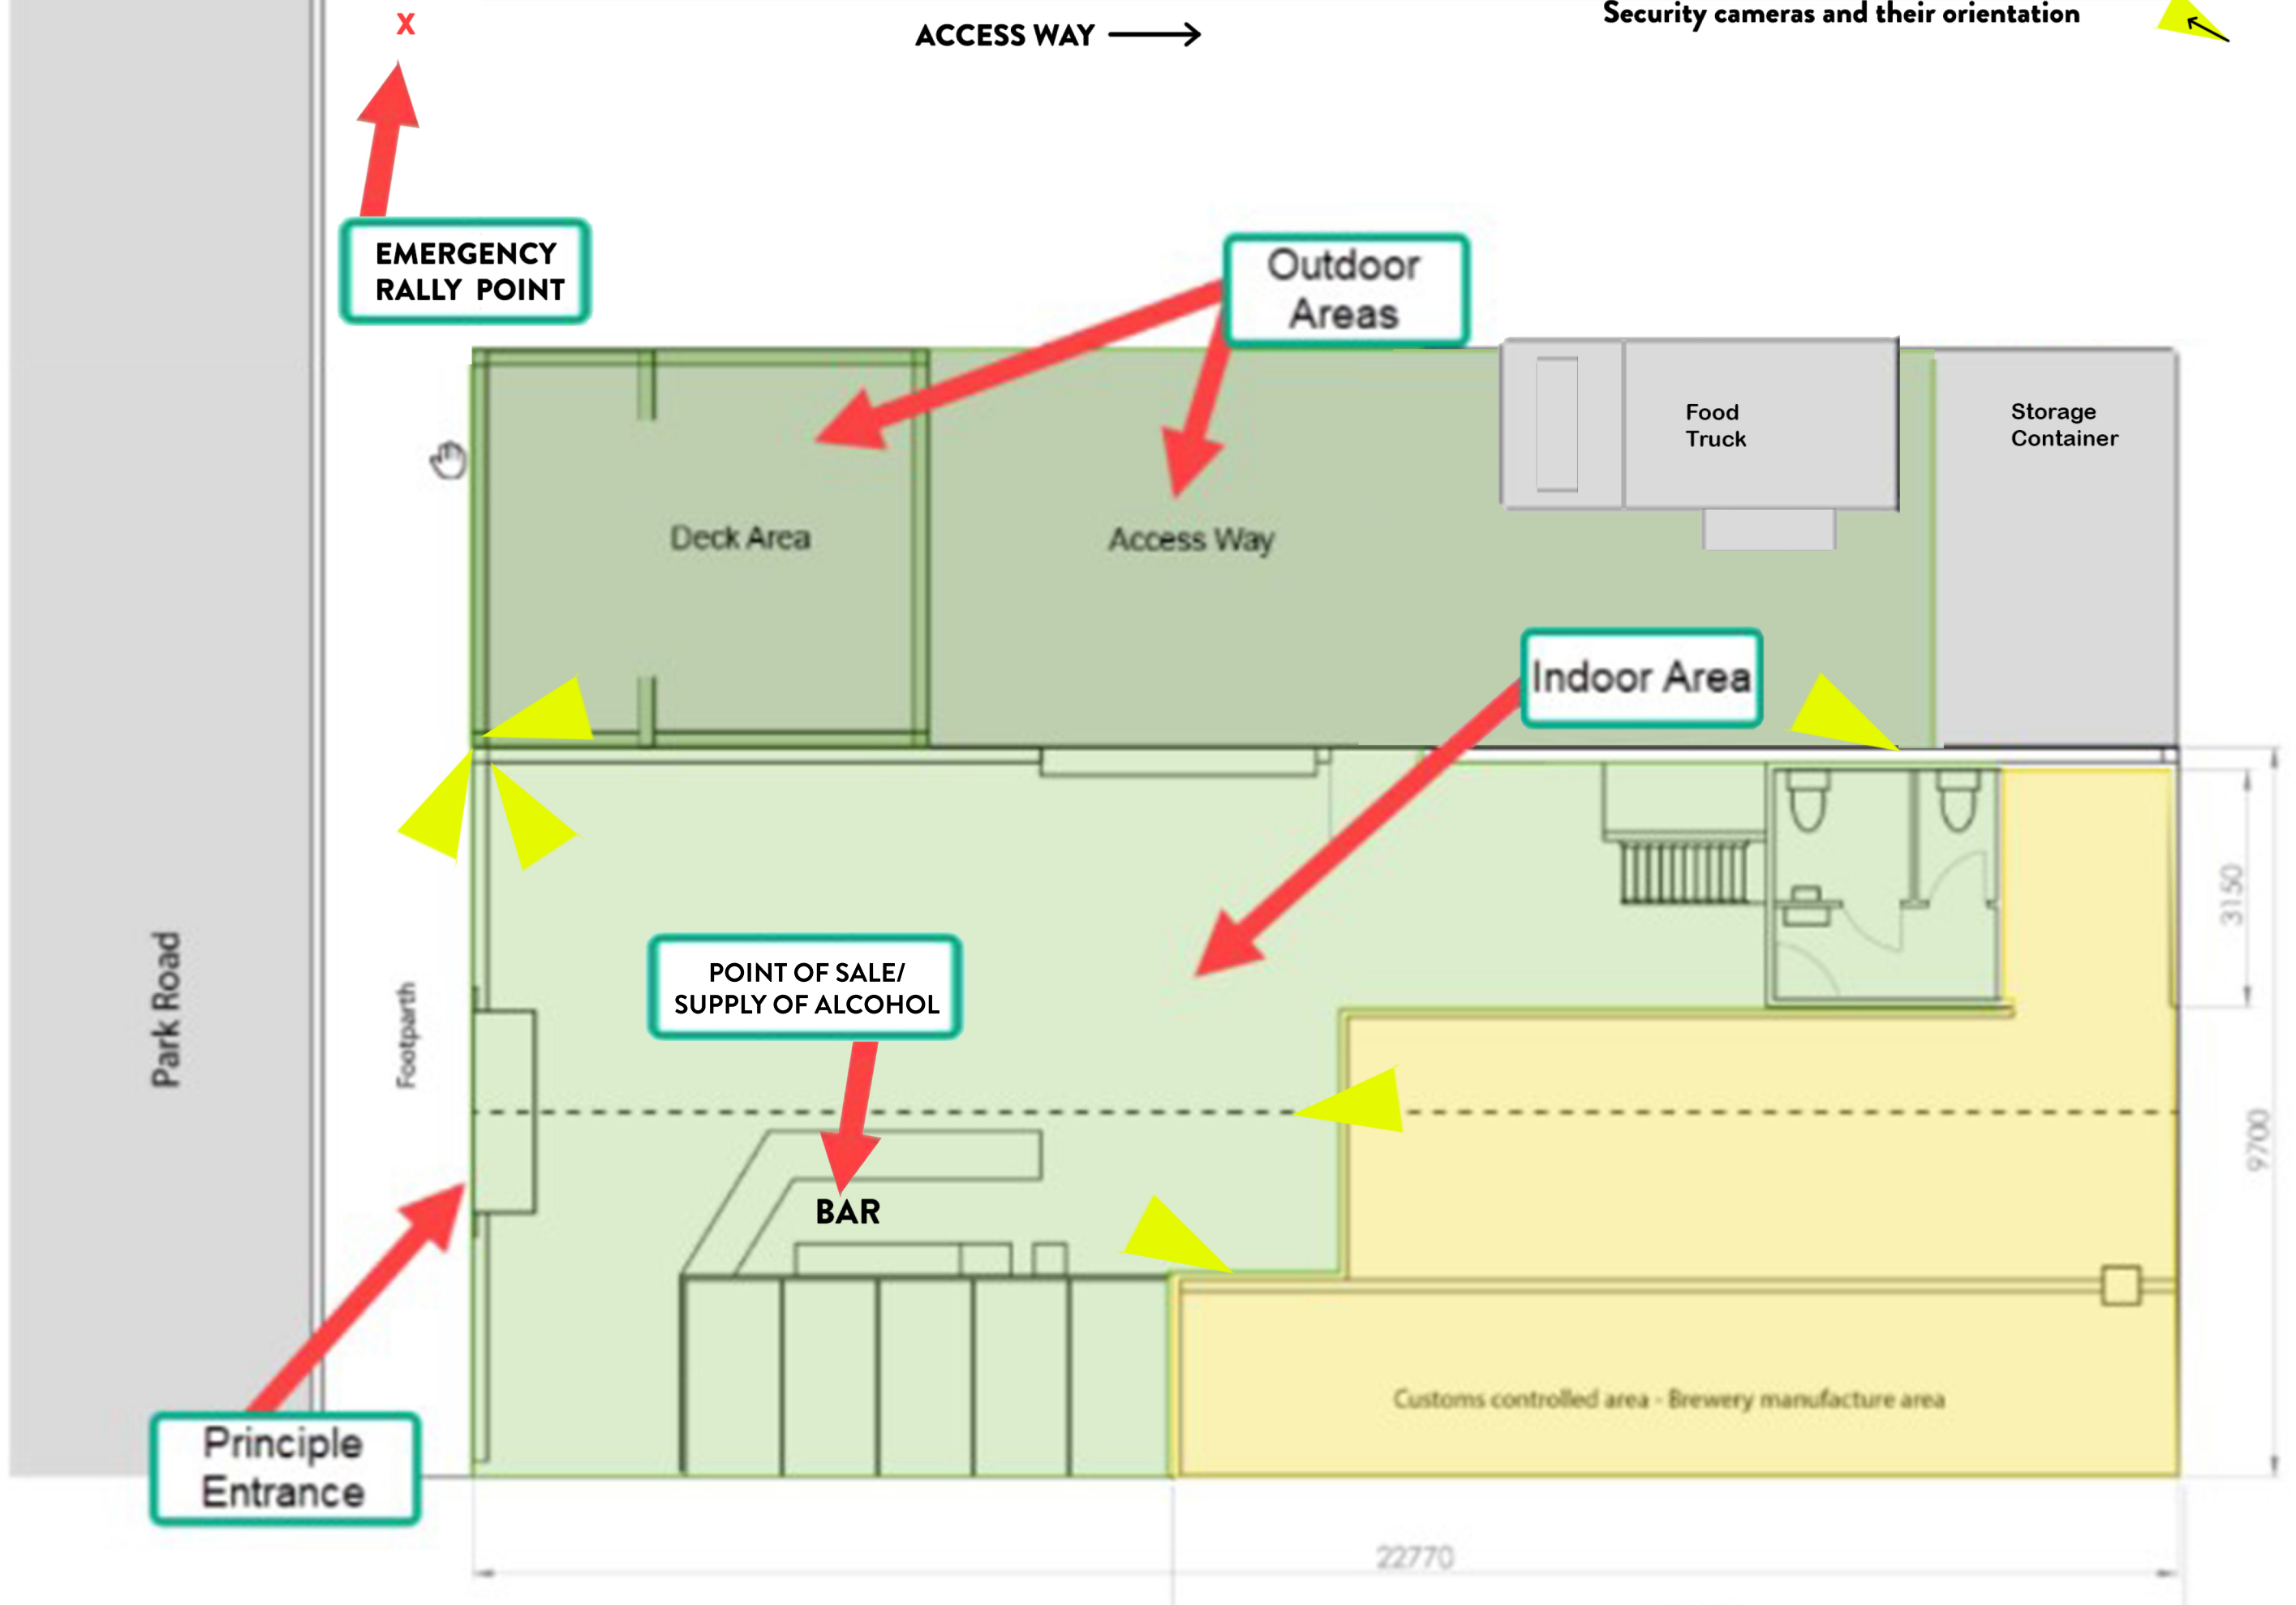 X
ACCESS WAY
Security cameras and their orientation
EMERGENCY
RALLY POINT
Outdoor
Areas
Food
Truck
Storage
Container
Deck Area
Access Way
Indoor Area
POINT OF SALE/
SUPPLY OF ALCOHOL
Park Road
Footparth
3150
9700
BAR
Customs controlled area - Brewery manufacture area
Principle
Entrance
22770